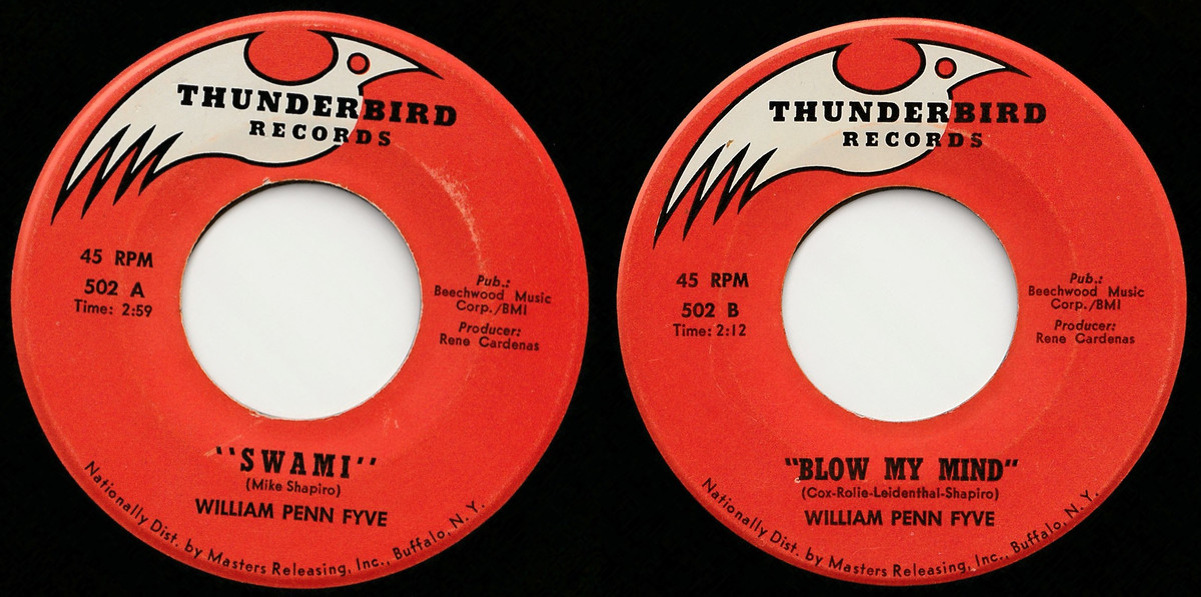 THUNDERBIRD
RECORDS
45 RPM
502 A
Time: 2:59
Pub.:
Beechwood Music
Corp./BMI
Producer:
Rene Cardenas
"SWAMI"
(Mike Shapiro)
WILLIAM PENN FYVE
Nationally Dist. by Masters Releasing, Inc., Buffalo, N. Y.
THUNDERBIRD
RECORDS
45 RPM
502 B
Time: 2:12
Pub.:
Beechwood Music
Corp./BMI
Producer:
Rene Cardenas
"BLOW MY MIND"
(Cox-Rolie-Leidenthal-Shapiro)
WILLIAM PENN FYVE
Nationally Dist. by Masters Releasing, Inc., Buffalo, N. Y.